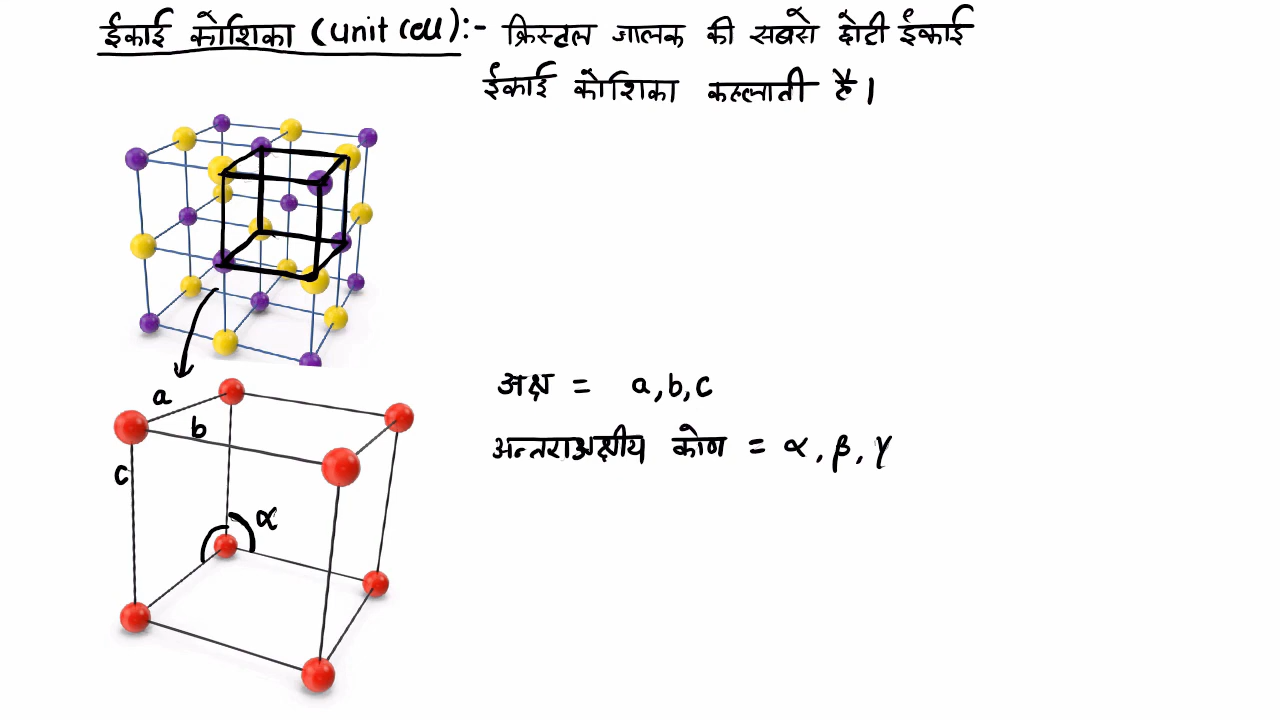 ईकाई कोशिका (unit cell):- क्रिस्टल जालक की सबसे छोटी ईकाई
ईकाई कोशिका कहलाती है।
a
b
c
α
अक्ष = a,b,c
अन्तराअक्षीय कोण = α, β, γ